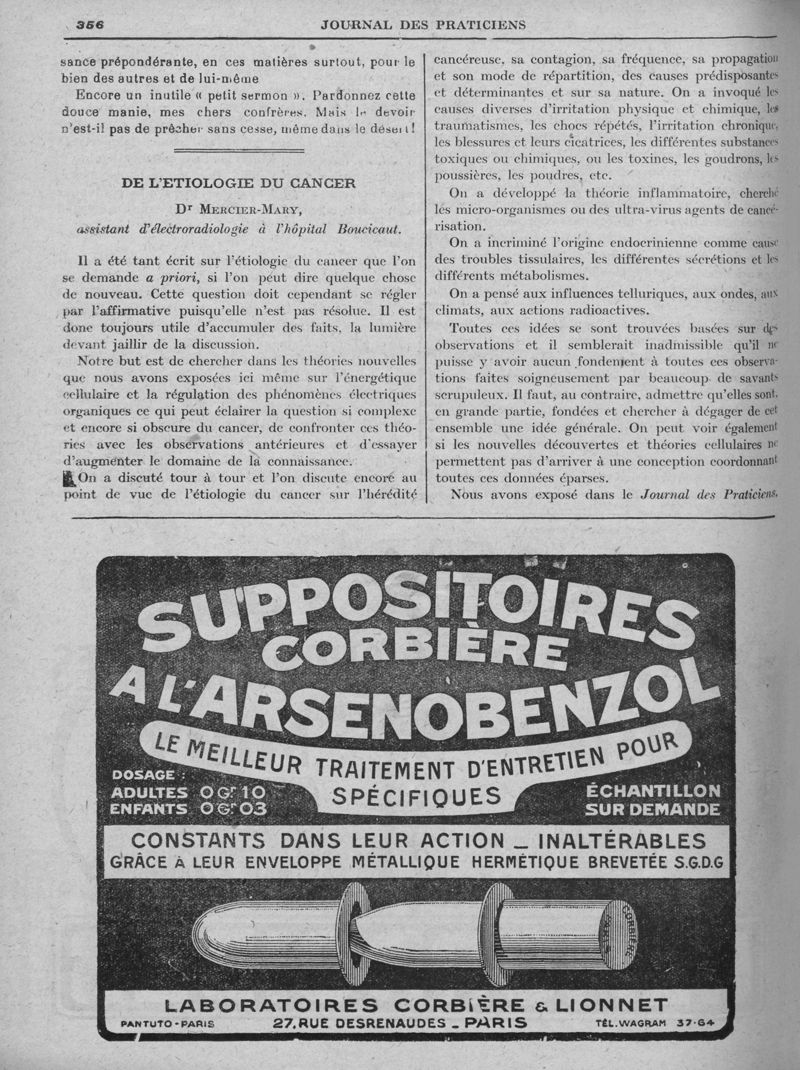 356
JOURNAL DES PRATICIENS
sance prépondérante, en ces matières surtout, pour le
bien des autres et de lui-même
Encore un inutile « petit sermon ». Pardonnez cette
douce manie, mes chers confrères. Mais le devoir
n'est-il pas de prêcher sans cesse, même dans le désert !
DE L'ETIOLOGIE DU CANCER
Dr MERCIER-MARY,
assistant d'électroradiologie à l'hôpital Boucicaut.
Il a été tant écrit sur l'étiologie du cancer que l'on
se demande a priori, si l'on peut dire quelque chose
de nouveau. Cette question doit cependant se régler
par l'affirmative puisqu'elle n'est pas résolue. Il est
donc toujours utile d'accumuler des faits, la lumière
devant jaillir de la discussion.
Notre but est de chercher dans les théories nouvelles
que nous avons exposées ici même sur l'énergétique
cellulaire et la régulation des phénomènes électriques
organiques ce qui peut éclairer la question si complexe
et encore si obscure du cancer, de confronter ces théo-
ries avec les observations antérieures et d'essayer
d'augmenter le domaine de la connaissance.
On a discuté tour à tour et l'on discute encore au
point de vue de l'étiologie du cancer sur l'hérédité
cancéreuse, sa contagion, sa fréquence, sa propagation
et son mode de répartition, des causes prédisposantes
et déterminantes et sur sa nature. On a invoqué les
causes diverses d'irritation physique et chimique, les
traumatismes, les chocs répétés, l'irritation chronique,
les blessures et leurs cicatrices, les différentes substances
toxiques ou chimiques, ou les toxines, les goudrons, les
poussières, les poudres, etc.
On a développé la théorie inflammatoire, cherché
les micro-organismes ou des ultra-virus agents de cancé-
risation.
On a incriminé l'origine endocrinienne comme cause
des troubles tissulaires, les différentes sécrétions et les
différents métabolismes.
On a pensé aux influences telluriques, aux ondes, aux
climats, aux actions radioactives.
Toutes ces idées se sont trouvées basées sur des
observations et il semblerait inadmissible qu'il ne
puisse y avoir aucun fondement à toutes ces observa-
tions faites soigneusement par beaucoup de savants
scrupuleux. Il faut, au contraire, admettre qu'elles sont,
en grande partie, fondées et chercher à dégager de cet
ensemble une idée générale. On peut voir également
si les nouvelles découvertes et théories cellulaires ne
permettent pas d'arriver à une conception coordonnant
toutes ces données éparses.
Nous avons exposé dans le Journal des Praticiens,
SUPPOSITOIRES
CORBIÈRE
A L'ARSENOBENZOL
LE MEILLEUR TRAITEMENT D'ENTRETIEN POUR
SPÉCIFIQUES
DOSAGE :
ADULTES 0 Gr 10
ENFANTS 0 Gr 03
ÉCHANTILLON
SUR DEMANDE
CONSTANTS DANS LEUR ACTION _ INALTÉRABLES
GRÂCE A LEUR ENVELOPPE MÉTALLIQUE HERMÉTIQUE BREVETÉE S.G.D.G
CORBIÈRE
LABORATOIRES CORBIÈRE & LIONNET
PANTUTO-PARIS
27, RUE DESRENAUDES _ PARIS
TÉL. WAGRAM 37-64